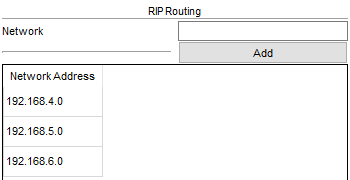 RIP Routing
Network
Add
Network Address
192.168.4.0
192.168.5.0
192.168.6.0